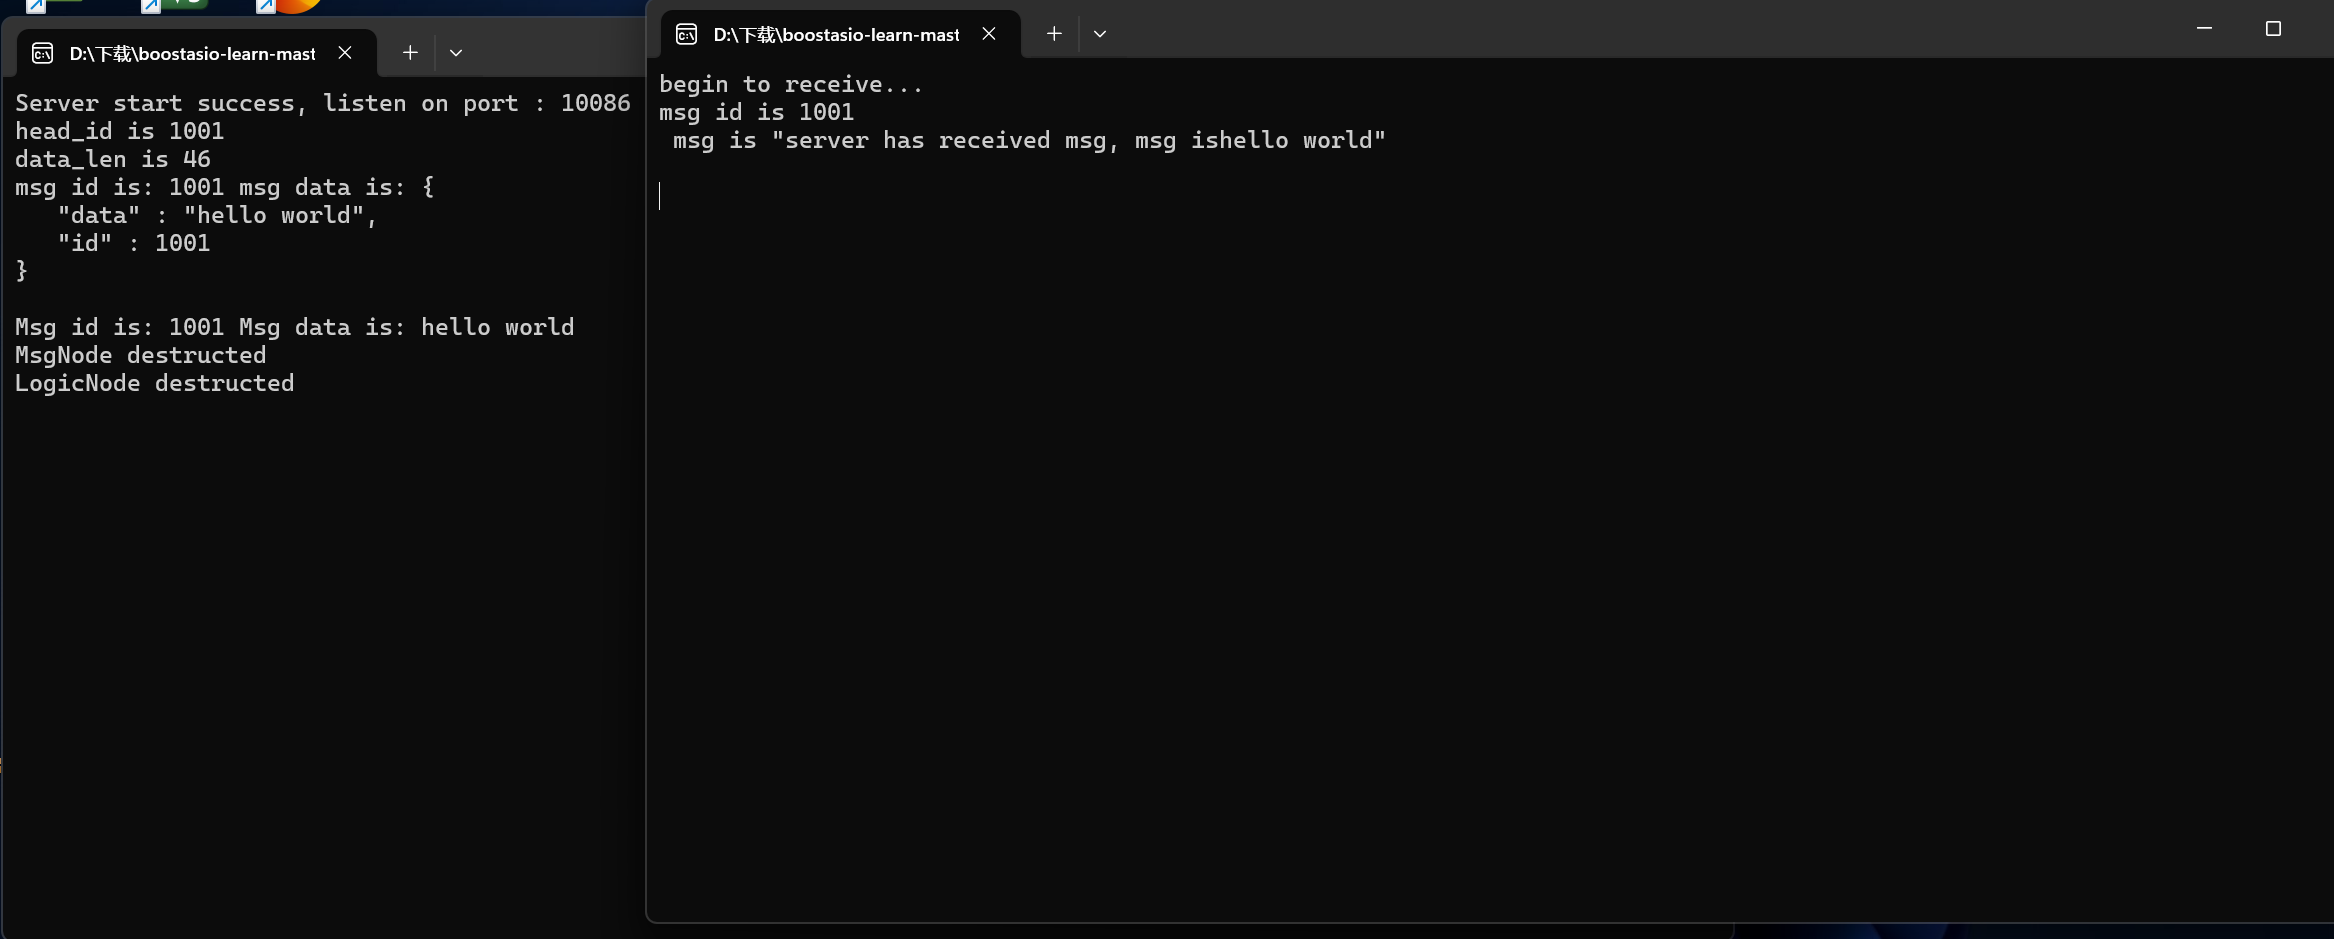 D:\下载\boostasio-learn-mast
Server start success, listen on port : 10086
head_id is 1001
data_len is 46
msg id is: 1001 msg data is: {
   "data" : "hello world",
   "id" : 1001
}
Msg id is: 1001 Msg data is: hello world
MsgNode destructed
LogicNode destructed
D:\下载\boostasio-learn-mast
begin to receive...
msg id is 1001
 msg is "server has received msg, msg ishello world"